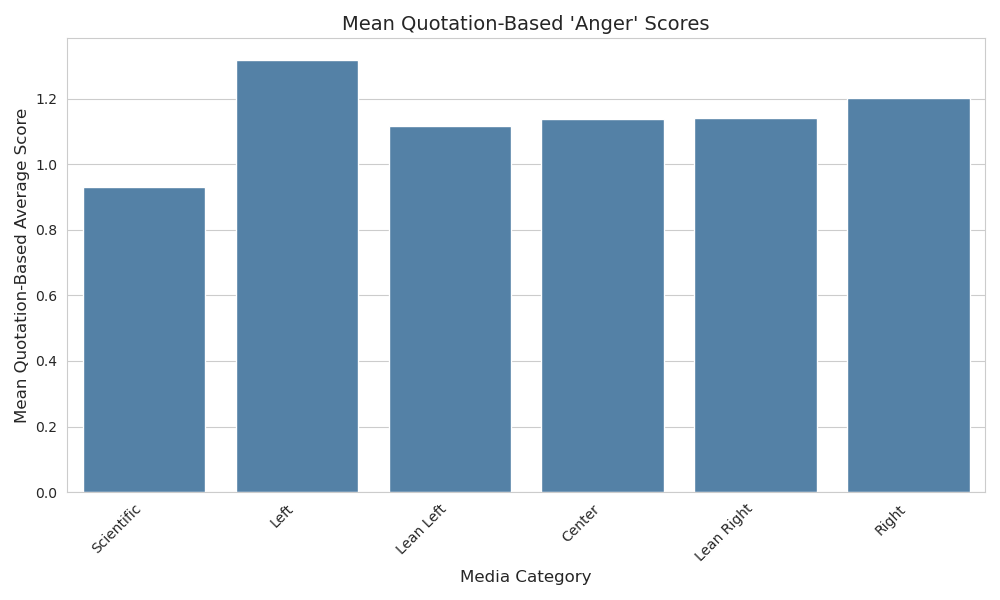 Mean Quotation-Based 'Anger' Scores
Mean Quotation-Based Average Score
1.2
1.0
0.8
0.6
0.4
0.2
0.0
Scientific
Left
Lean Left
Center
Lean Right
Right
Media Category